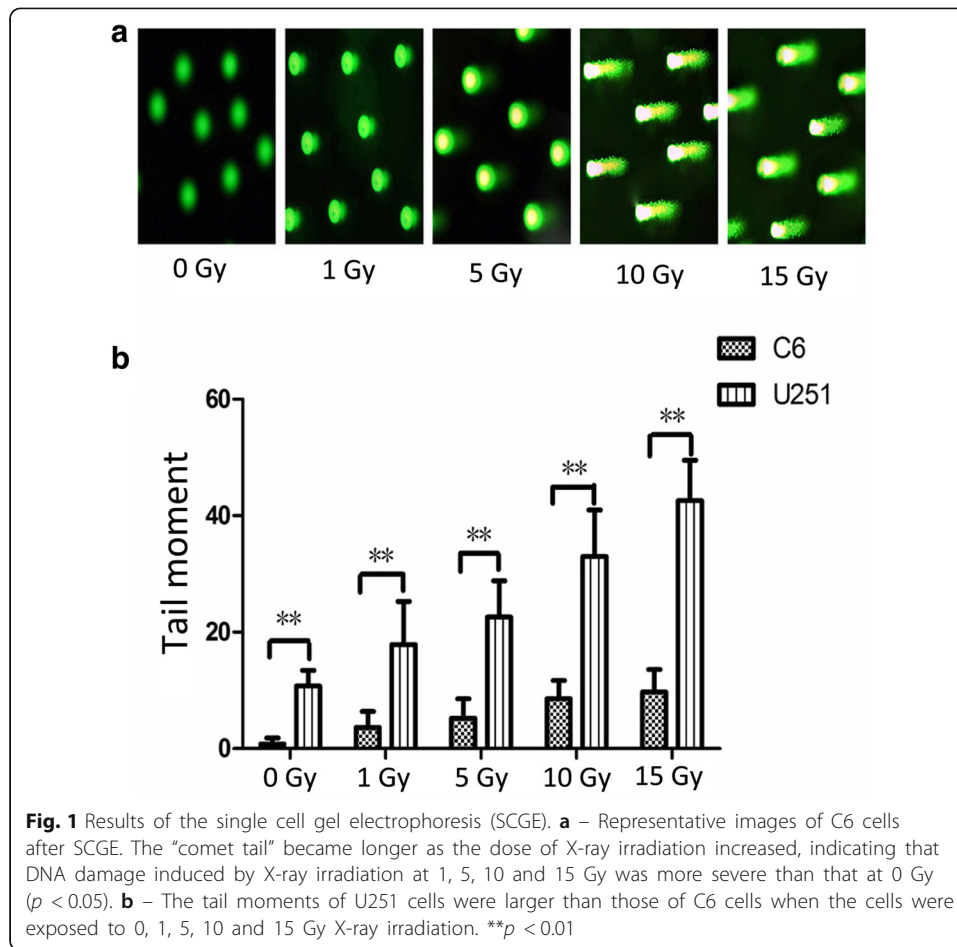 a
0 Gy 1 Gy 5 Gy 10 Gy 15 Gy
b
C6
U251
60
40
20
0
Tail moment
** ** ** ** **
0 Gy 1 Gy 5 Gy 10 Gy 15 Gy
Fig. 1 Results of the single cell gel electrophoresis (SCGE). a – Representative images of C6 cells
after SCGE. The “comet tail” became longer as the dose of X-ray irradiation increased, indicating that
DNA damage induced by X-ray irradiation at 1, 5, 10 and 15 Gy was more severe than that at 0 Gy
(p < 0.05). b – The tail moments of U251 cells were larger than those of C6 cells when the cells were
exposed to 0, 1, 5, 10 and 15 Gy X-ray irradiation. **p < 0.01